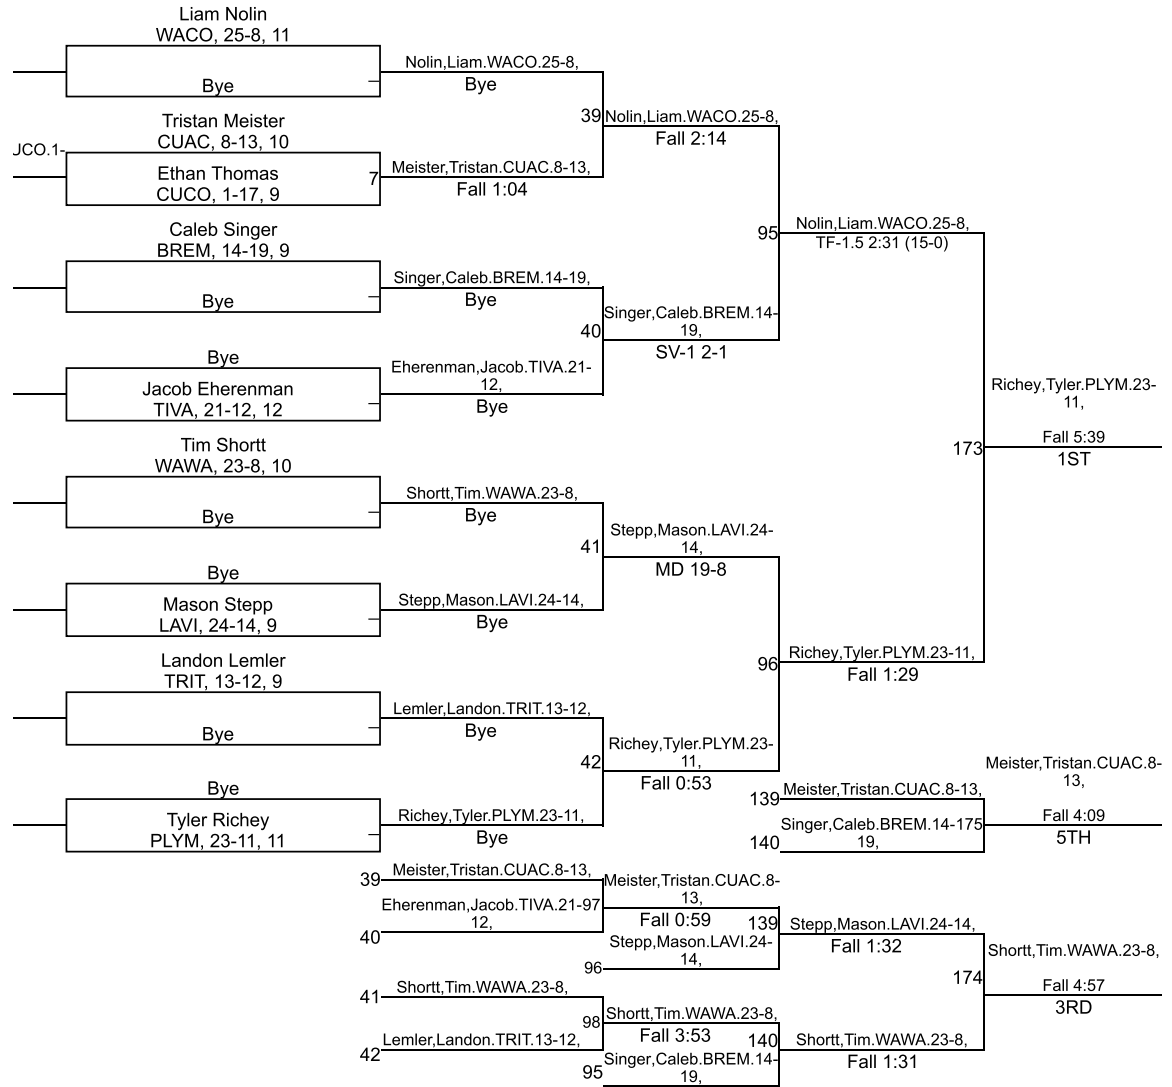 Liam Nolin
WACO, 25-8, 11
Bye
Nolin,Liam.WACO.25-8,
Bye
Tristan Meister
CUAC, 8-13, 10
JCO.1-
Ethan Thomas
CUCO, 1-17, 9
7
Meister,Tristan.CUAC.8-13,
Fall 1:04
39
Nolin,Liam.WACO.25-8,
Fall 2:14
Caleb Singer
BREM, 14-19, 9
Bye
Singer,Caleb.BREM.14-19,
Bye
95
Nolin,Liam.WACO.25-8,
TF-1.5 2:31 (15-0)
40
Singer,Caleb.BREM.14-
19,
SV-1 2-1
Bye
Jacob Eherenman
TIVA, 21-12, 12
Eherenman,Jacob.TIVA.21-
12,
Bye
Richey,Tyler.PLYM.23-
11,
Fall 5:39
1ST
173
Tim Shortt
WAWA, 23-8, 10
Bye
Shortt,Tim.WAWA.23-8,
Bye
41
Stepp,Mason.LAVI.24-
14,
MD 19-8
Bye
Mason Stepp
LAVI, 24-14, 9
Stepp,Mason.LAVI.24-14,
Bye
96
Richey,Tyler.PLYM.23-11,
Fall 1:29
Landon Lemler
TRIT, 13-12, 9
Bye
Lemler,Landon.TRIT.13-12,
Bye
42
Richey,Tyler.PLYM.23-
11,
Fall 0:53
Bye
Tyler Richey
PLYM, 23-11, 11
Richey,Tyler.PLYM.23-11,
Bye
139
Meister,Tristan.CUAC.8-13,
140
Singer,Caleb.BREM.14-175
19,
Meister,Tristan.CUAC.8-
13,
Fall 4:09
5TH
39
Meister,Tristan.CUAC.8-13,
40
Eherenman,Jacob.TIVA.21-97
12,
Meister,Tristan.CUAC.8-
13,
Fall 0:59
139
96
Stepp,Mason.LAVI.24-
14,
Stepp,Mason.LAVI.24-14,
Fall 1:32
41
Shortt,Tim.WAWA.23-8,
42
Lemler,Landon.TRIT.13-12,
98
Shortt,Tim.WAWA.23-8,
Fall 3:53
140
95
Singer,Caleb.BREM.14-
19,
Shortt,Tim.WAWA.23-8,
Fall 1:31
174
Shortt,Tim.WAWA.23-8,
Fall 4:57
3RD